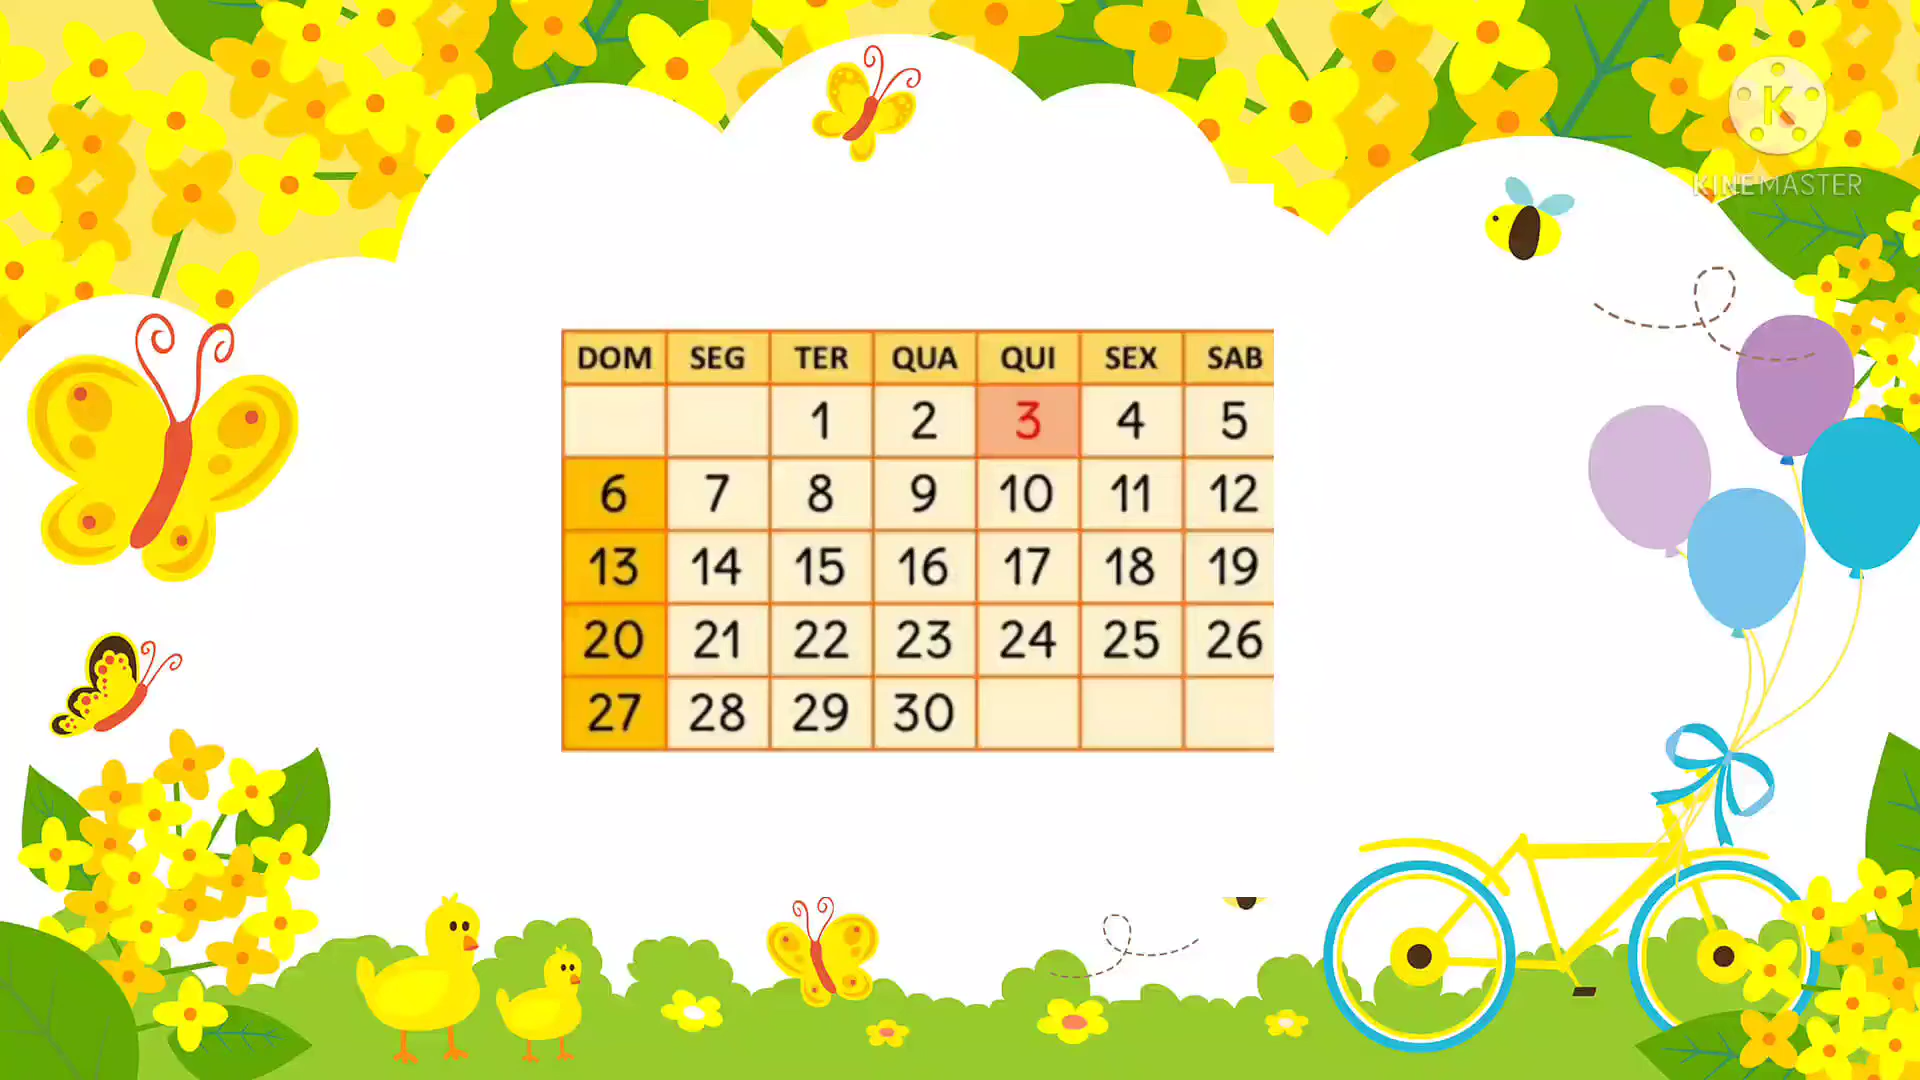 K
KINEMASTER
DOM SEG TER QUA QUI SEX SAB
1 2 3 4 5
6 7 8 9 10 11 12
13 14 15 16 17 18 19
20 21 22 23 24 25 26
27 28 29 30